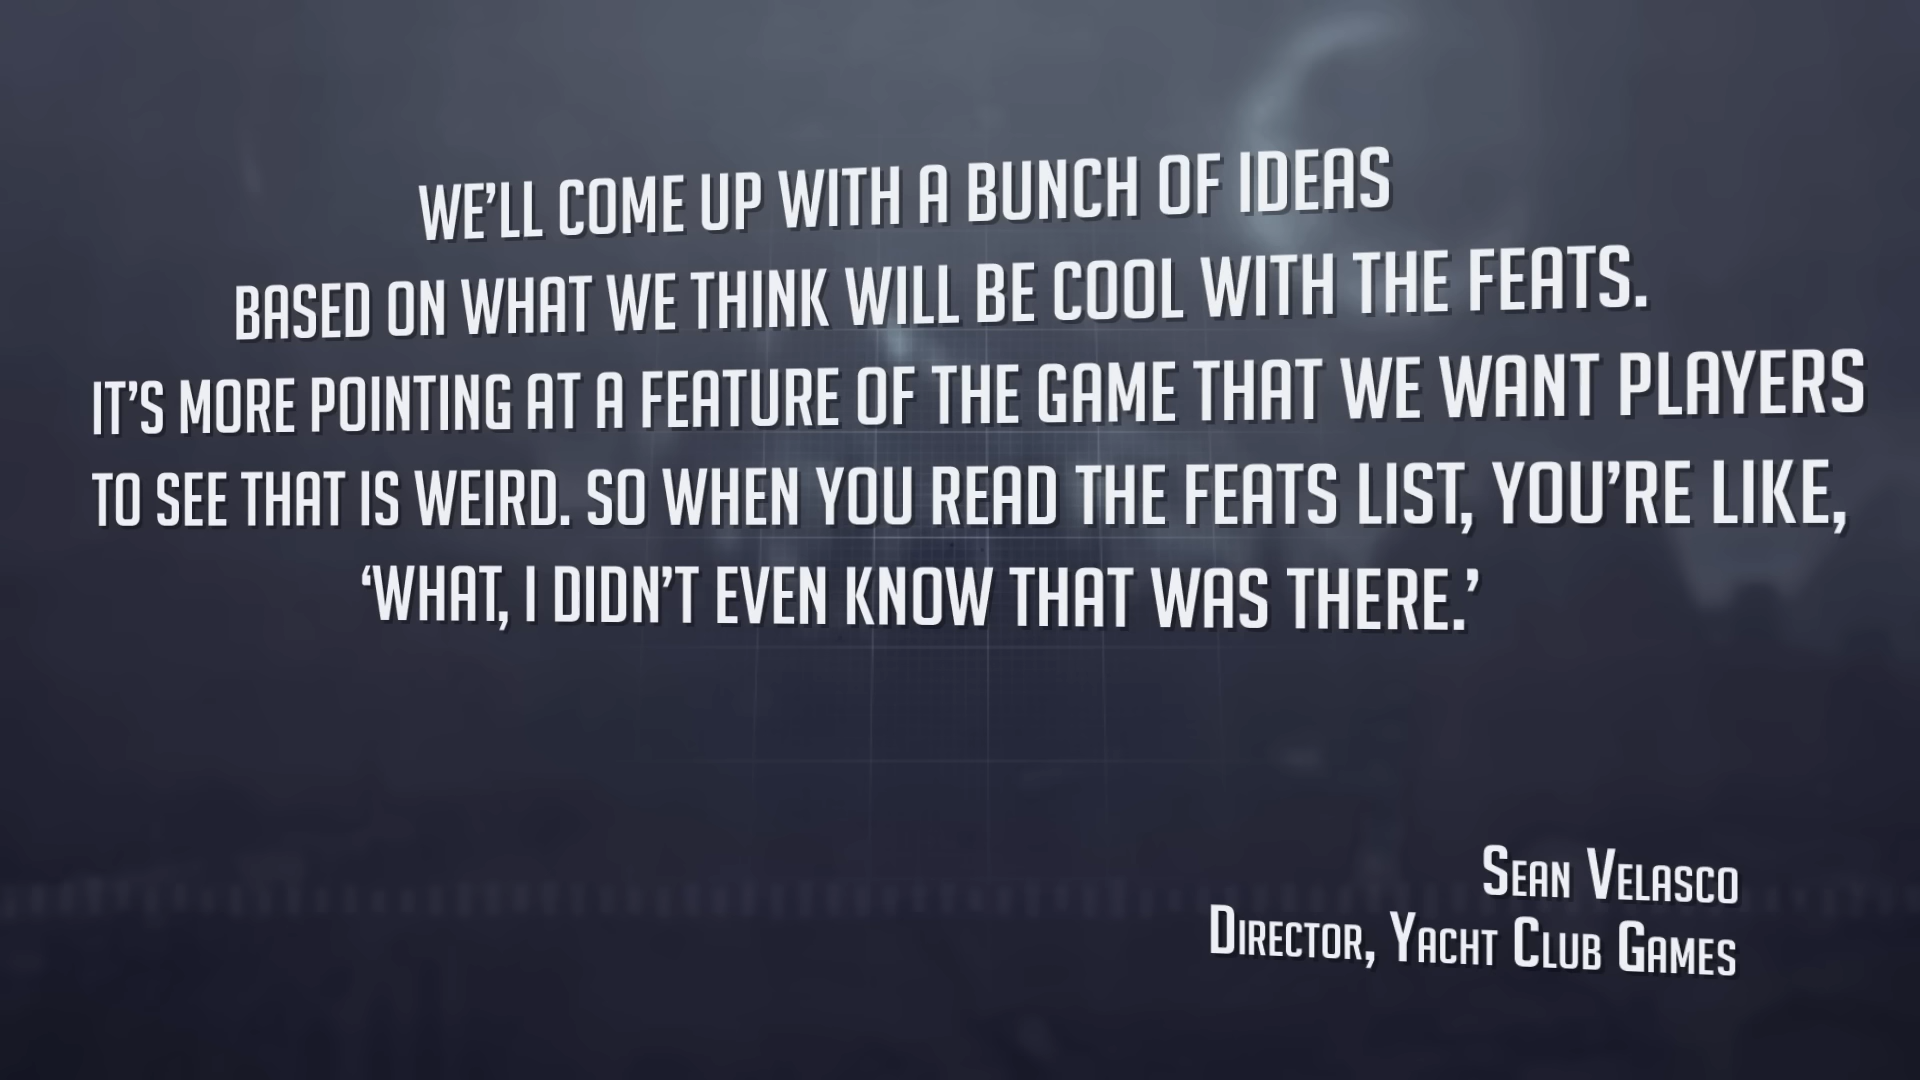 WE’LL COME UP WITH A BUNCH OF IDEAS
BASED ON WHAT WE THINK WILL BE COOL WITH THE FEATS.
IT’S MORE POINTING AT A FEATURE OF THE GAME THAT WE WANT PLAYERS
TO SEE THAT IS WEIRD. SO WHEN YOU READ THE FEATS LIST, YOU’RE LIKE,
‘WHAT, I DIDN’T EVEN KNOW THAT WAS THERE.’
SEAN VELASCO
DIRECTOR, YACHT CLUB GAMES